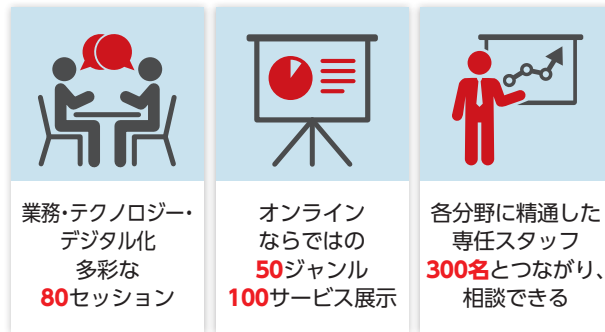 業務・テクノロジー・
デジタル化
多彩な
80セッション
オンライン
ならではの
50ジャンル
100サービス展示
各分野に精通した
専任スタッフ
300名とつながり、
相談できる